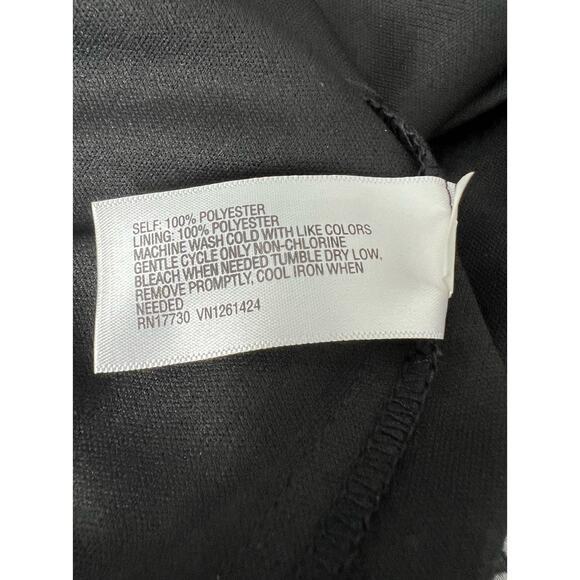 SELF: 100% POLYESTER
LINING: 100% POLYESTER
MACHINE WASH COLD WITH LIKE COLORS
GENTLE CYCLE ONLY NON-CHLORINE
BLEACH WHEN NEEDED TUMBLE DRY LOW,
REMOVE PROMPTLY, COOL IRON WHEN
NEEDED
RN17730 VN1261424